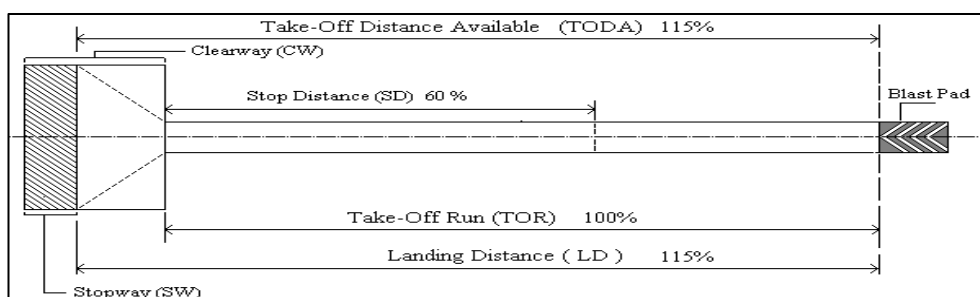 Take-Off Distance Available (TODA) 115%
Clearway (CW)
Stop Distance (SD) 60 %
Blast Pad
Take-Off Run (TOR) 100%
Landing Distance ( LD ) 115%
Stopway (SW)